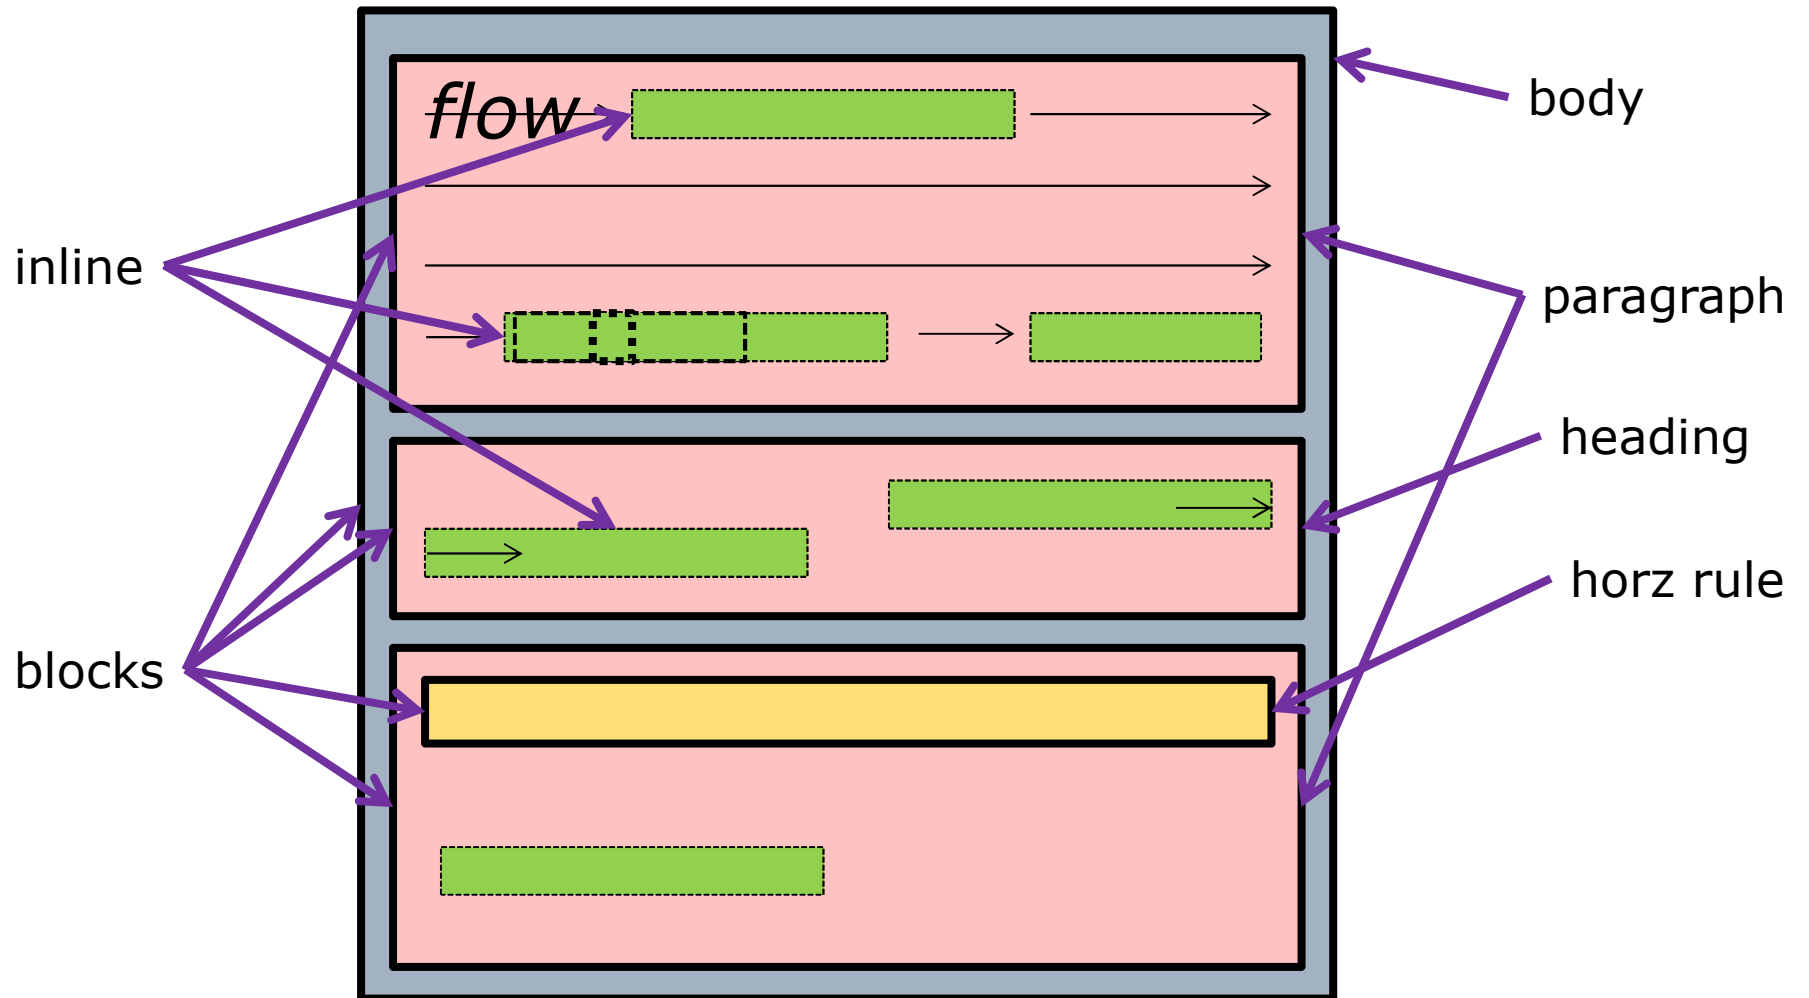 flow
body
inline
paragraph
heading
horz rule
blocks